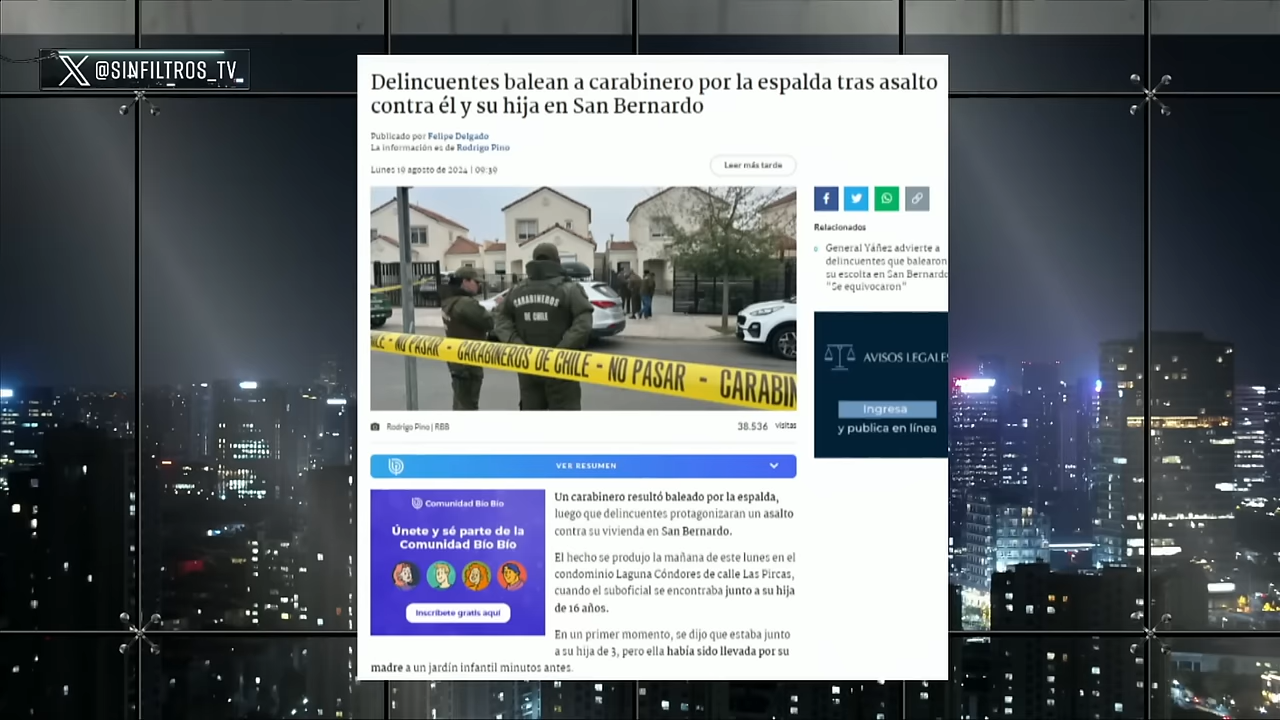 @SINFILTROS_TV
Delincuentes balean a carabinero por la espalda tras asalto
contra él y su hija en San Bernardo
Publicado por Felipe Delgado
La información es de Rodrigo Pino
Lunes 19 agosto de 2024 | 09:39
Leer más tarde
CARABINEROS
DE CHILE
LE - NO PASAR - CARABINEROS DE CHILE - NO PASAR - CARABIN
Rodrigo Pino | RBB
38.536 visitas
Relacionados
General Yáñez advierte a
delincuentes que balearon
su escolta en San Bernardo
"Se equivocaron"
AVISOS LEGALES
Ingresa
y publica en línea
VER RESUMEN
Comunidad Bío Bío
Únete y sé parte de la
Comunidad Bío Bío
Inscríbete gratis aquí
Un carabinero resultó baleado por la espalda,
luego que delincuentes protagonizaran un asalto
contra su vivienda en San Bernardo.
El hecho se produjo la mañana de este lunes en el
condominio Laguna Cóndores de calle Las Pircas,
cuando el suboficial se encontraba junto a su hija
de 16 años.
En un primer momento, se dijo que estaba junto
a su hija de 3, pero ella había sido llevada por su
madre a un jardín infantil minutos antes.